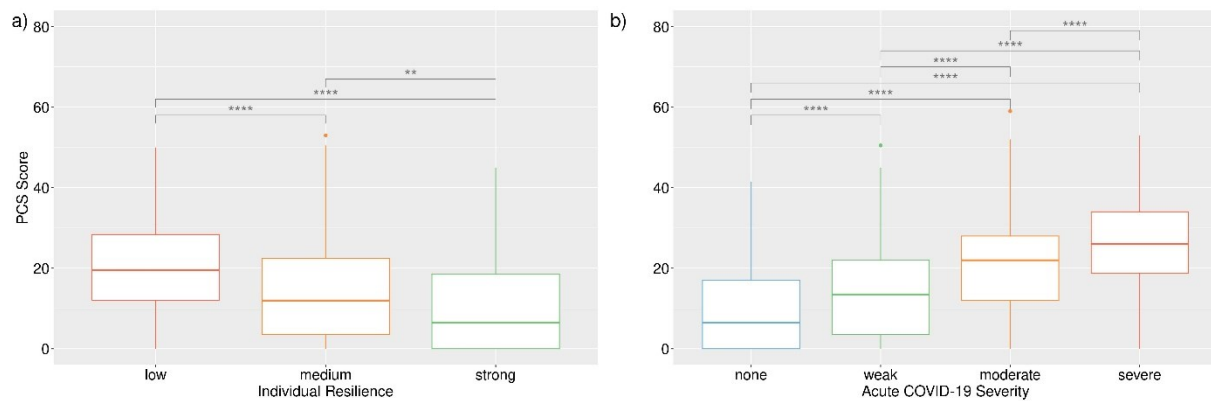 a)
80
60
40
20
0
PCS Score
**
****
****
low medium strong
Individual Resilience
b)
80
60
40
20
0
****
****
****
****
****
****
none weak moderate severe
Acute COVID-19 Severity